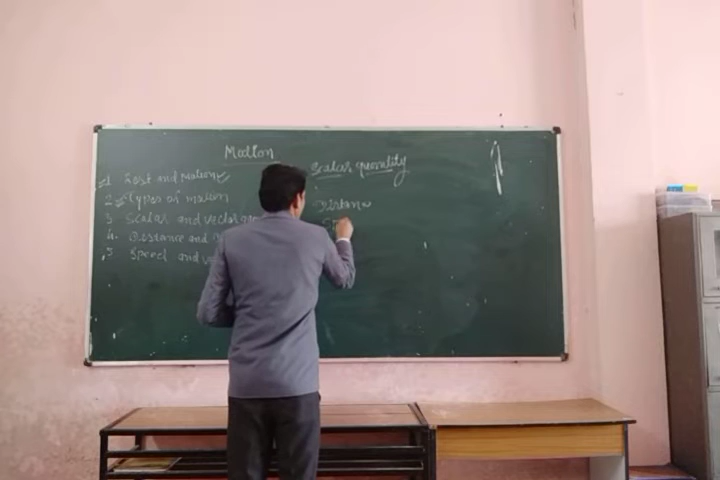 Motion
1 Rest and Motion
2 Types of motion
3 Scalar and vector
4. Distance and
5 Speed and
Scalar quantity
Distance